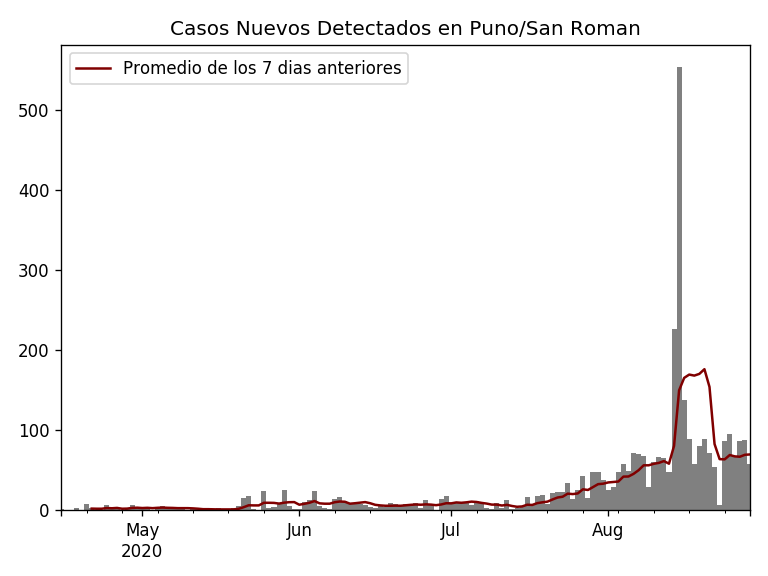 Casos Nuevos Detectados en Puno/San Roman
Promedio de los 7 dias anteriores
500
400
300
200
100
0
May Jun Jul Aug
2020